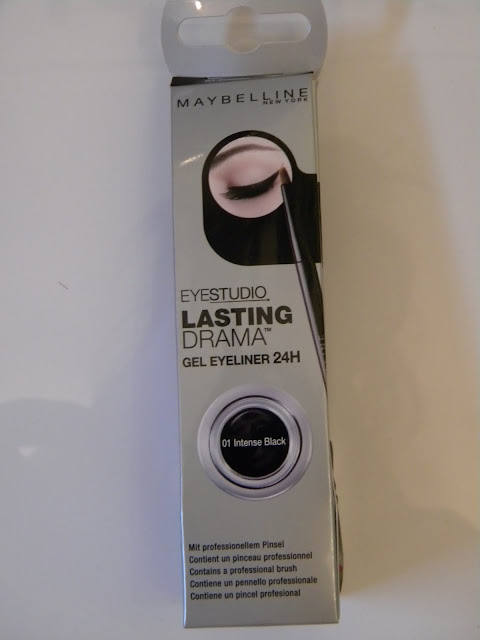 MAYBELLINE
NEW YORK
EYESTUDIO
LASTING
DRAMA™
GEL EYELINER 24H
01 Intense Black
Mit professionellem Pinsel
Contient un pinceau professionnel
Contains a professional brush
Contiene un pennello professionale
Contiene un pincel profesional